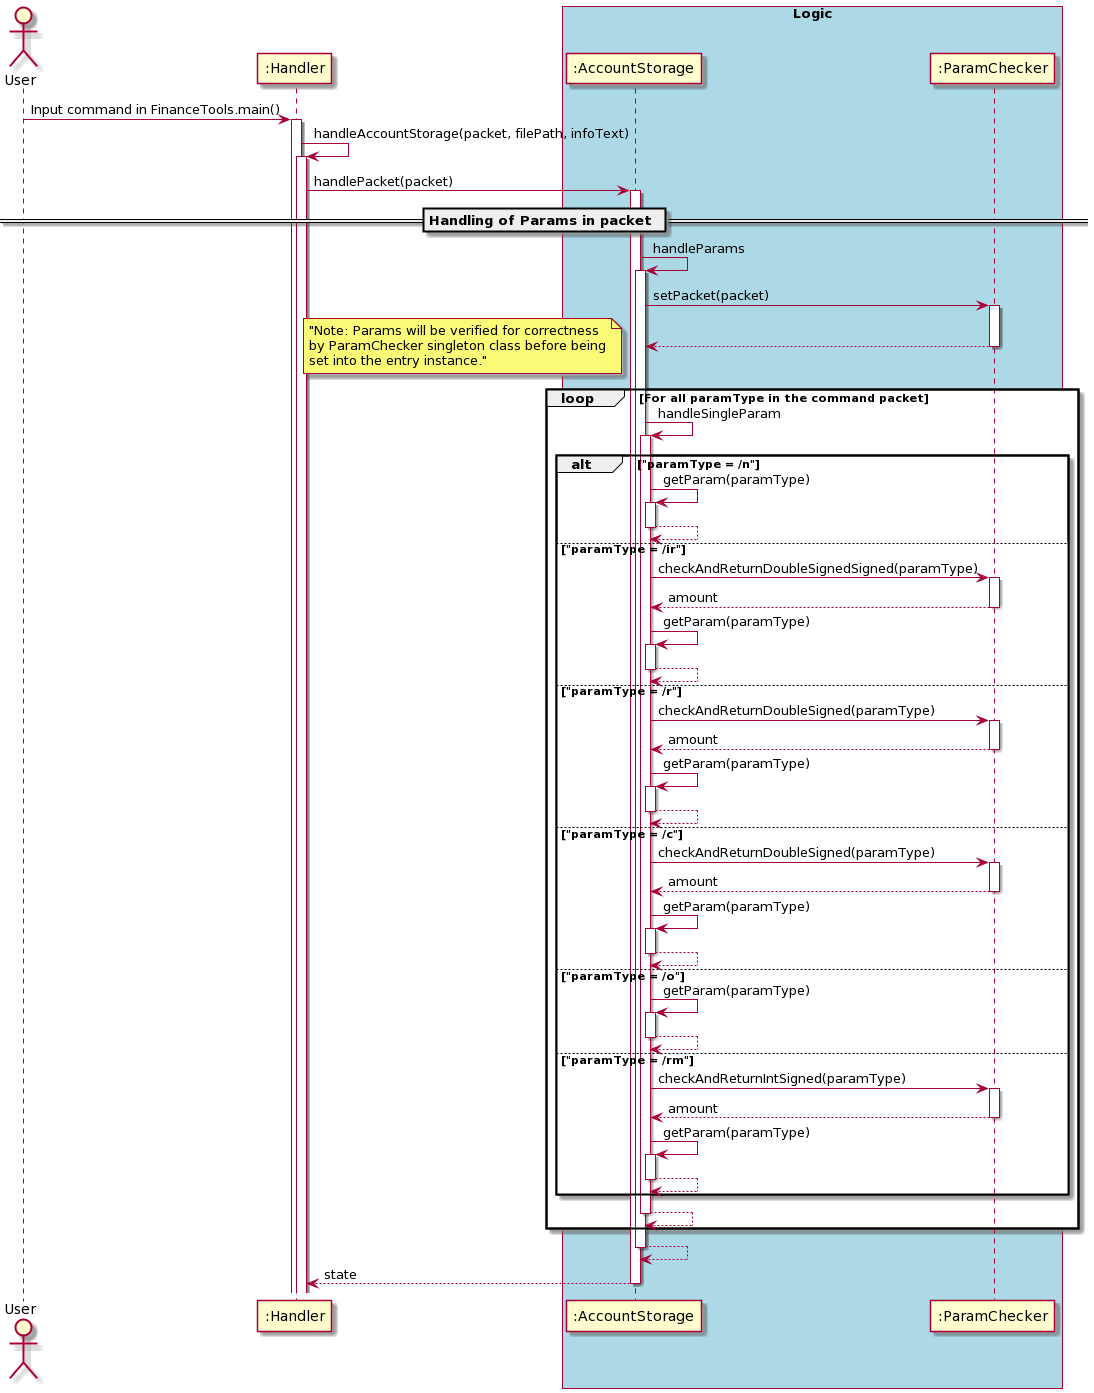 Logic
User
:Handler
:AccountStorage
:ParamChecker
Input command in FinanceTools.main()
handleAccountStorage(packet, filePath, infoText)
handlePacket(packet)
Handling of Params in packet
handleParams
setPacket(packet)
"Note: Params will be verified for correctness
by ParamChecker singleton class before being
set into the entry instance."
loop
[For all paramType in the command packet]
handleSingleParam
alt
["paramType = /n"]
getParam(paramType)
["paramType = /ir"]
checkAndReturnDoubleSignedSigned(paramType)
amount
getParam(paramType)
["paramType = /r"]
checkAndReturnDoubleSigned(paramType)
amount
getParam(paramType)
["paramType = /c"]
checkAndReturnDoubleSigned(paramType)
amount
getParam(paramType)
["paramType = /o"]
getParam(paramType)
["paramType = /rm"]
checkAndReturnIntSigned(paramType)
amount
getParam(paramType)
state
User
:Handler
:AccountStorage
:ParamChecker